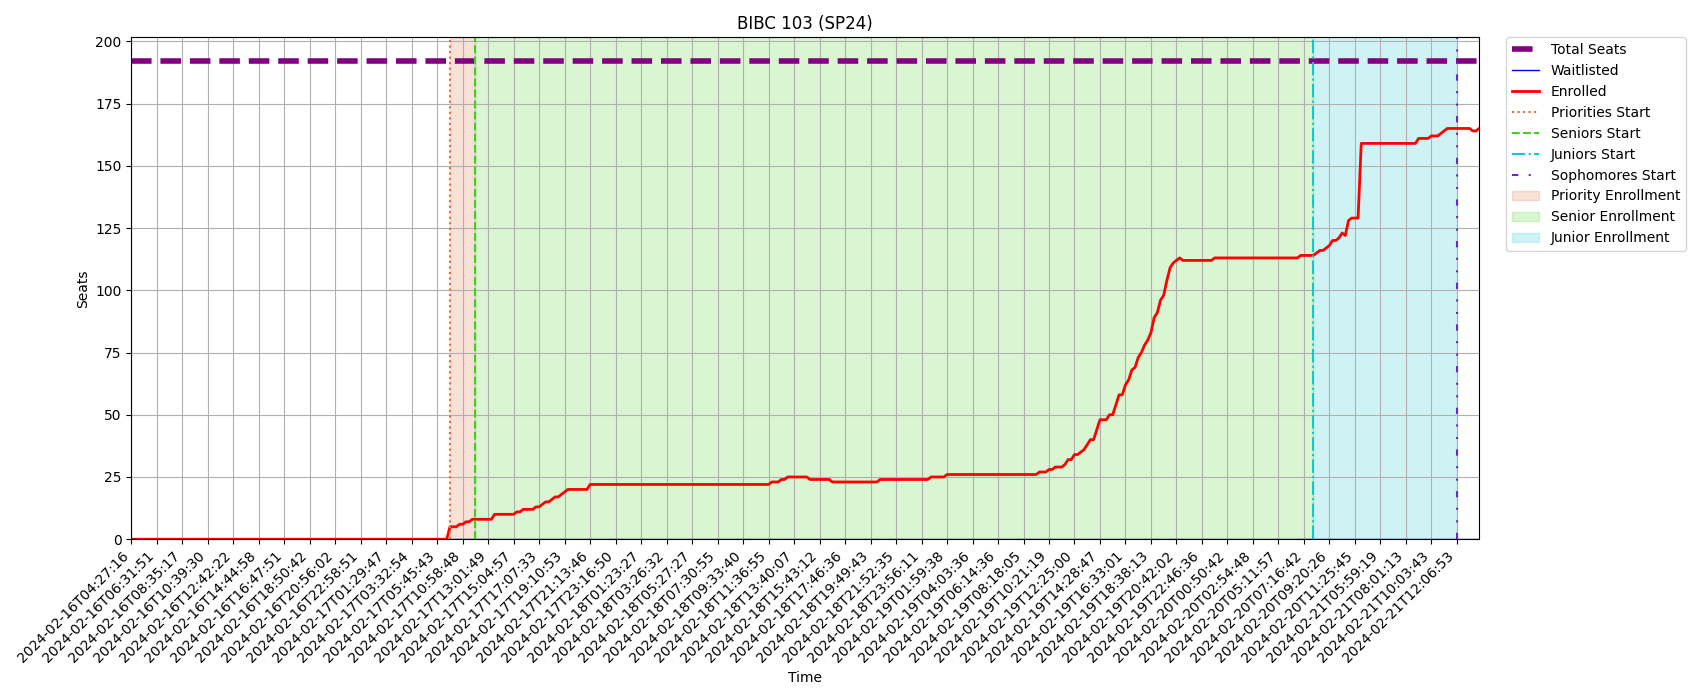 BIBC 103 (SP24)
Seats
200
175
150
125
100
75
50
25
0
2024-02-16T04:27:16
2024-02-16T06:31:51
2024-02-16T08:35:17
2024-02-16T10:39:30
2024-02-16T12:42:22
2024-02-16T14:44:58
2024-02-16T16:47:51
2024-02-16T18:50:42
2024-02-16T20:56:02
2024-02-16T22:58:51
2024-02-17T01:29:47
2024-02-17T03:32:54
2024-02-17T05:45:43
2024-02-17T10:58:48
2024-02-17T13:01:49
2024-02-17T15:04:57
2024-02-17T17:07:33
2024-02-17T19:10:53
2024-02-17T21:13:46
2024-02-17T23:16:50
2024-02-18T01:23:27
2024-02-18T03:26:32
2024-02-18T05:27:27
2024-02-18T07:30:55
2024-02-18T09:33:40
2024-02-18T11:36:55
2024-02-18T13:40:07
2024-02-18T15:43:12
2024-02-18T17:46:36
2024-02-18T19:49:43
2024-02-18T21:52:35
2024-02-18T23:56:11
2024-02-19T01:59:38
2024-02-19T04:03:36
2024-02-19T06:14:36
2024-02-19T08:18:05
2024-02-19T10:21:19
2024-02-19T12:25:00
2024-02-19T14:28:47
2024-02-19T16:33:01
2024-02-19T18:38:13
2024-02-19T20:42:02
2024-02-19T22:46:36
2024-02-20T00:50:42
2024-02-20T02:54:48
2024-02-20T05:11:57
2024-02-20T07:16:42
2024-02-20T09:20:26
2024-02-20T11:25:45
2024-02-21T05:59:19
2024-02-21T08:01:13
2024-02-21T10:03:43
2024-02-21T12:06:53
Time
Total Seats
Waitlisted
Enrolled
Priorities Start
Seniors Start
Juniors Start
Sophomores Start
Priority Enrollment
Senior Enrollment
Junior Enrollment